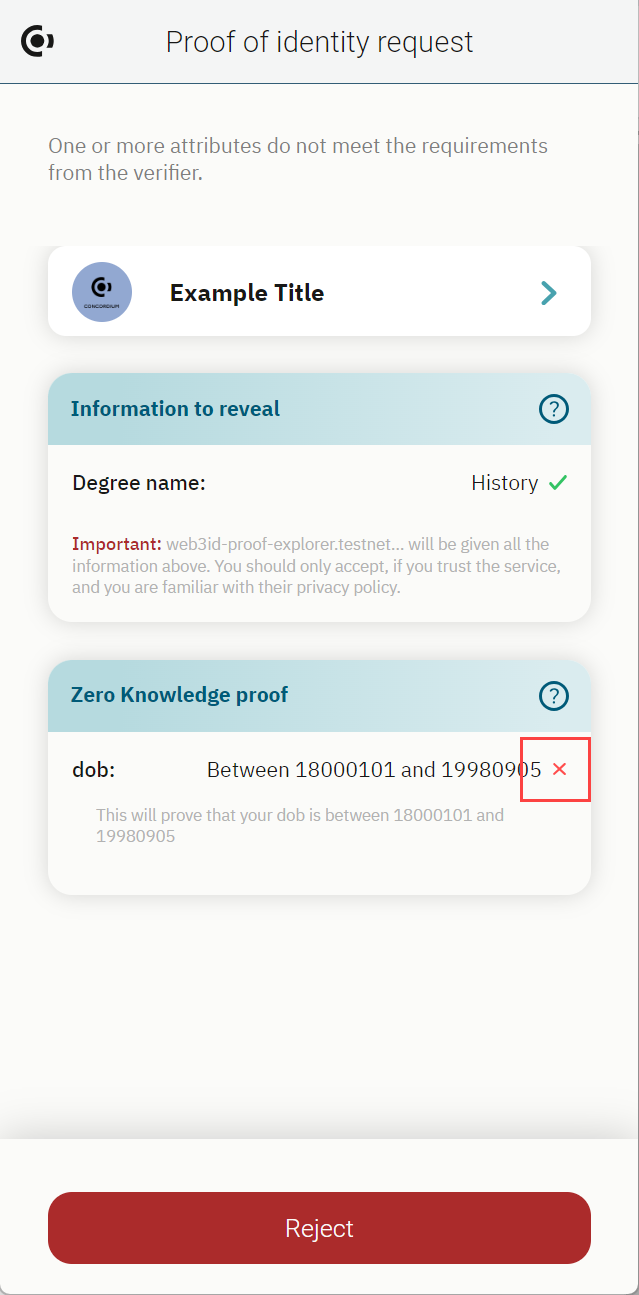 Proof of identity request
One or more attributes do not meet the requirements
from the verifier.
CONCORDIUM
Example Title
Information to reveal
?
Degree name:
History
Important: web3id-proof-explorer.testnet... will be given all the
information above. You should only accept, if you trust the service,
and you are familiar with their privacy policy.
Zero Knowledge proof
?
dob:
Between 18000101 and 19980905
This will prove that your dob is between 18000101 and
19980905
Reject